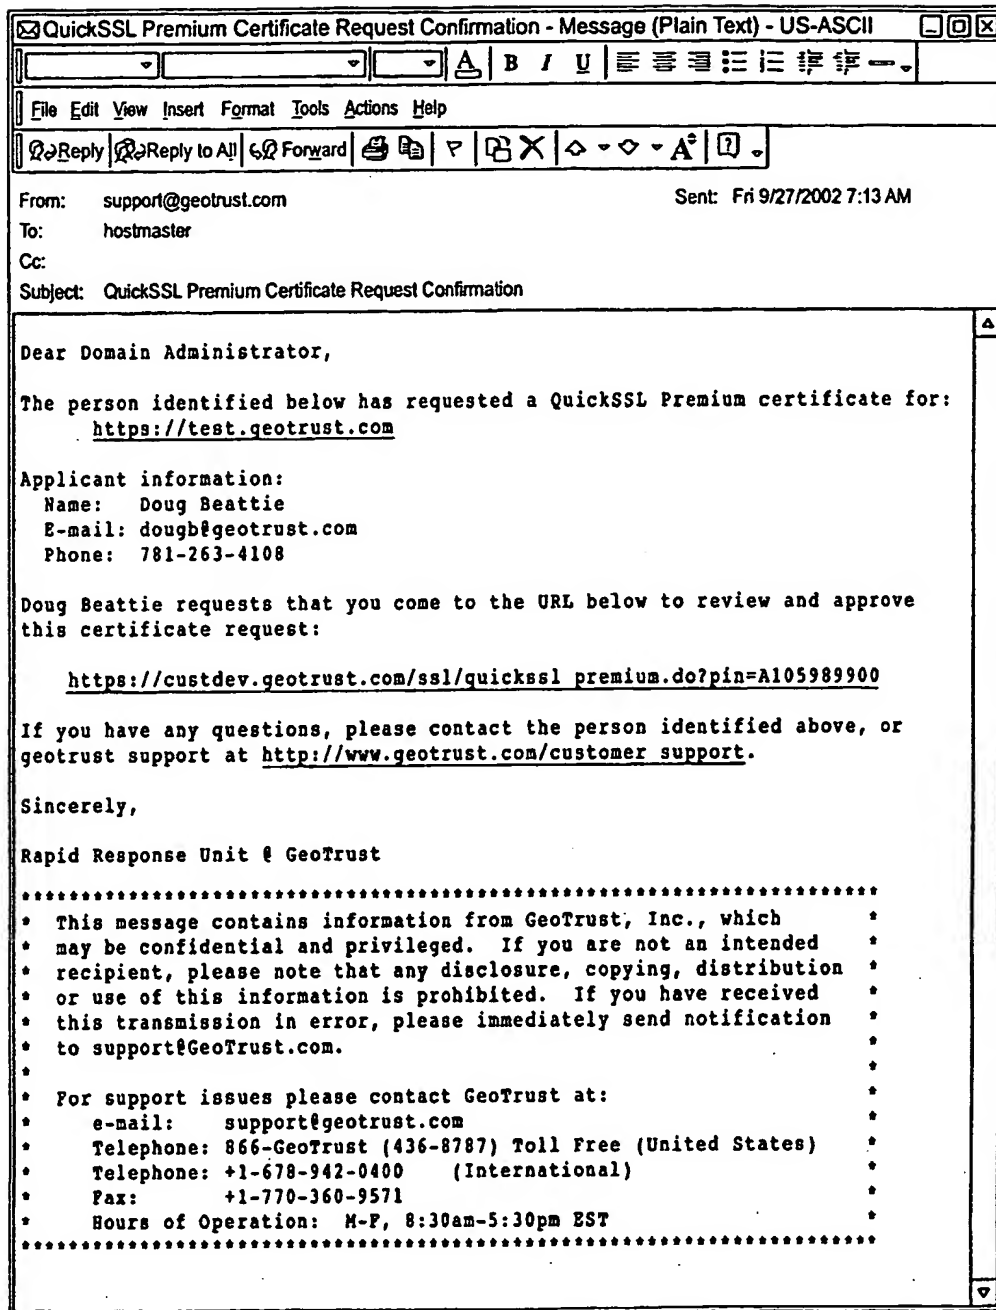 QuickSSL Premium Certificate Request Confirmation - Message (Plain Text) - US-ASCII
A B I U
File Edit View Insert Format Tools Actions Help
Reply Reply to All Forward A ?
From: support@geotrust.com Sent: Fri 9/27/2002 7:13 AM
To: hostmaster
Cc:
Subject: QuickSSL Premium Certificate Request Confirmation
Dear Domain Administrator,
The person identified below has requested a QuickSSL Premium certificate for:
https://test.geotrust.com
Applicant information:
Name: Doug Beattie
E-mail: dougb@geotrust.com
Phone: 781-263-4108
Doug Beattie requests that you come to the URL below to review and approve
this certificate request:
https://custdev.geotrust.com/ssl/quickssl_premium.do?pin=A105989900
If you have any questions, please contact the person identified above, or
geotrust support at http://www.geotrust.com/customer_support.
Sincerely,
Rapid Response Unit @ GeoTrust
***********************************************************************
* This message contains information from GeoTrust, Inc., which *
* may be confidential and privileged. If you are not an intended *
* recipient, please note that any disclosure, copying, distribution *
* or use of this information is prohibited. If you have received *
* this transmission in error, please immediately send notification *
* to support@GeoTrust.com. *
* *
* For support issues please contact GeoTrust at: *
* e-mail: support@geotrust.com *
* Telephone: 866-GeoTrust (436-8787) Toll Free (United States) *
* Telephone: +1-678-942-0400 (International) *
* Fax: +1-770-360-9571 *
* Hours of Operation: M-F, 8:30am-5:30pm EST *
***********************************************************************